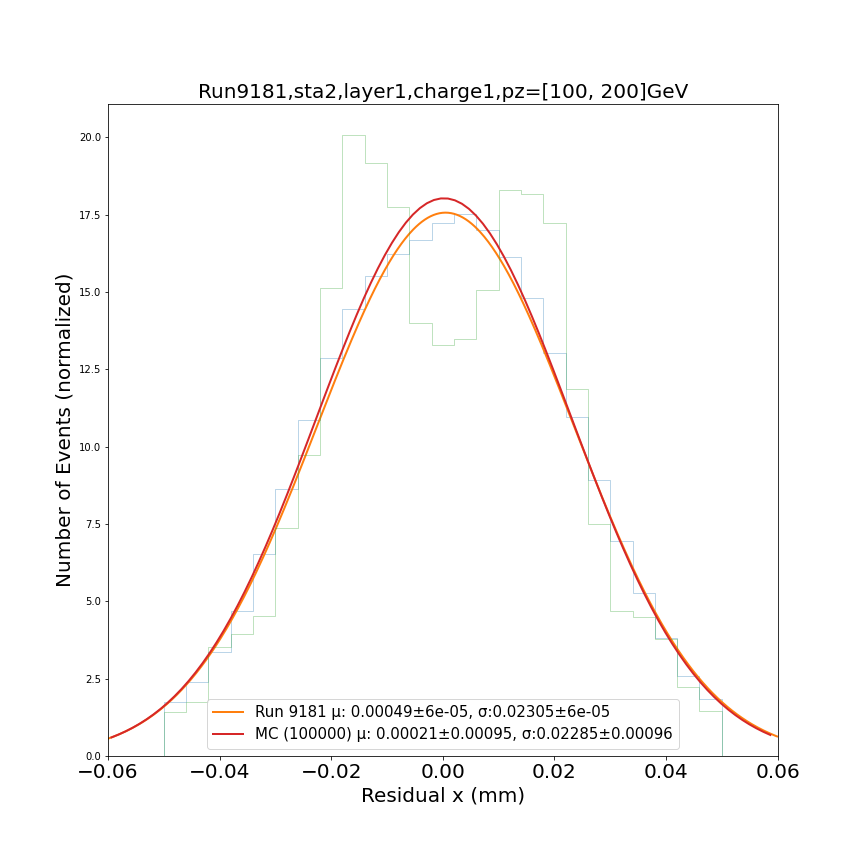 Run9181,sta2,layer1,charge1,pz=[100, 200]GeV
Number of Events (normalized)
20.0
17.5
15.0
12.5
10.0
7.5
5.0
2.5
0.0
Run 9181 μ: 0.00049±6e-05, σ:0.02305±6e-05
MC (100000) μ: 0.00021±0.00095, σ:0.02285±0.00096
−0.06 −0.04 −0.02 0.00 0.02 0.04 0.06
Residual x (mm)